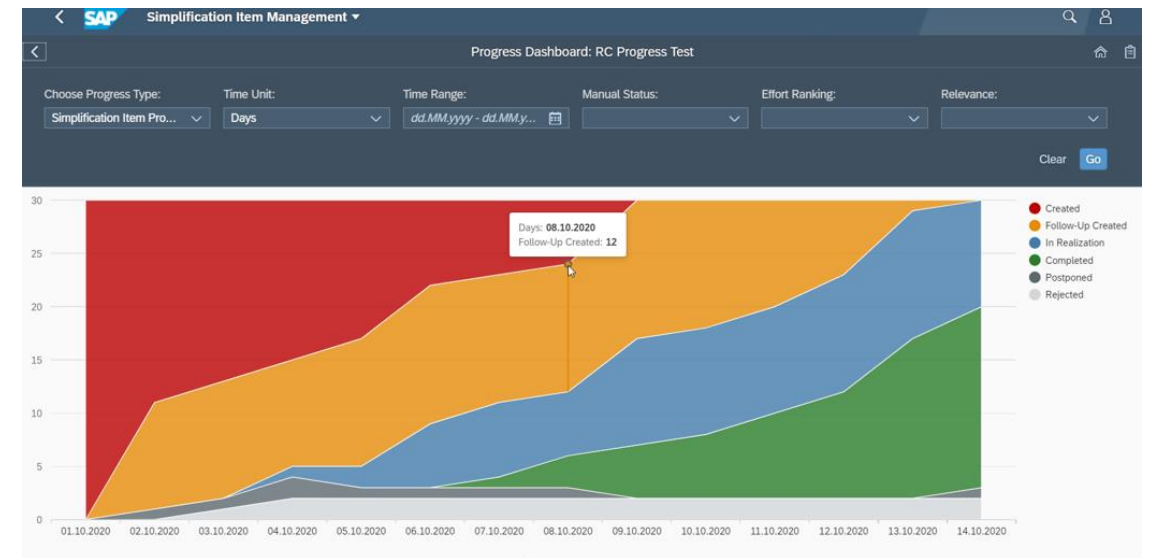 SAP Simplification Item Management
Progress Dashboard: RC Progress Test
Choose Progress Type: Time Unit: Time Range: Manual Status: Effort Ranking: Relevance:
Simplification Item Pro... Days dd.MM.yyyy - dd.MM.y...
Clear Go
30
25
20
15
10
5
0
Days: 08.10.2020
Follow-Up Created: 12
Created
Follow-Up Created
In Realization
Completed
Postponed
Rejected
01.10.2020 02.10.2020 03.10.2020 04.10.2020 05.10.2020 06.10.2020 07.10.2020 08.10.2020 09.10.2020 10.10.2020 11.10.2020 12.10.2020 13.10.2020 14.10.2020